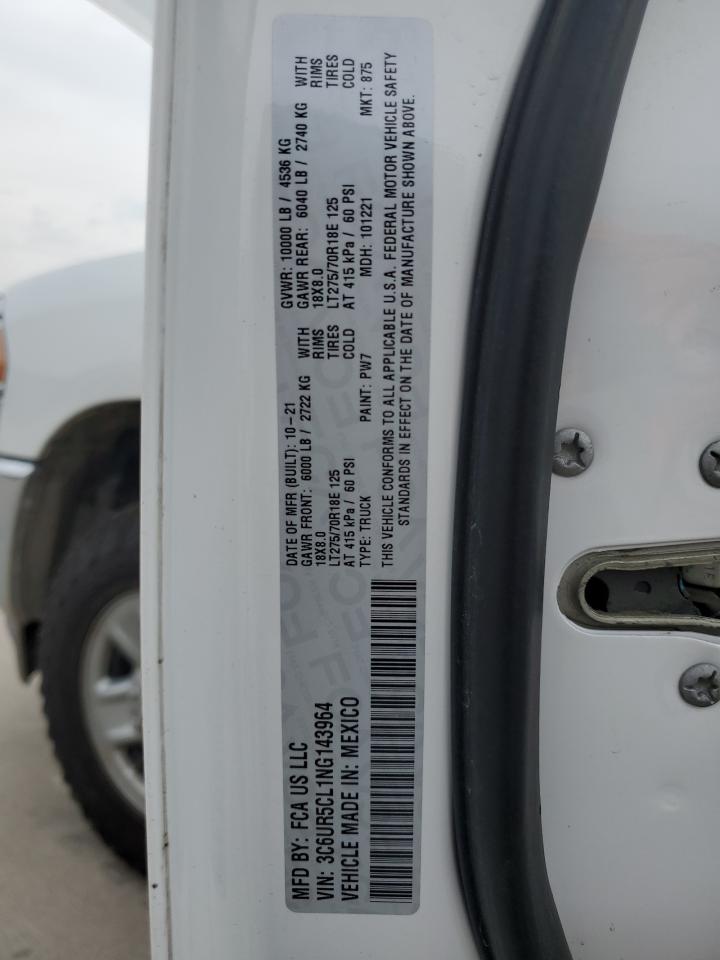 MFD BY: FCA US LLC
VIN: 3C6UR5CL1NG143964
VEHICLE MADE IN: MEXICO
DATE OF MFR (BUILT): 10-21
GAWR FRONT: 6000 LB / 2722 KG WITH
18X8.0 RIMS
LT275/70R18E 125 TIRES
AT 415 kPa / 60 PSI COLD
TYPE: TRUCK PAINT: PW7
GVWR: 10000 LB / 4536 KG
GAWR REAR: 6040 LB / 2740 KG WITH
18X8.0 RIMS
LT275/70R18E 125 TIRES
AT 415 kPa / 60 PSI COLD
MDH: 101221 MKT: 875
THIS VEHICLE CONFORMS TO ALL APPLICABLE U.S.A. FEDERAL MOTOR VEHICLE SAFETY
STANDARDS IN EFFECT ON THE DATE OF MANUFACTURE SHOWN ABOVE.